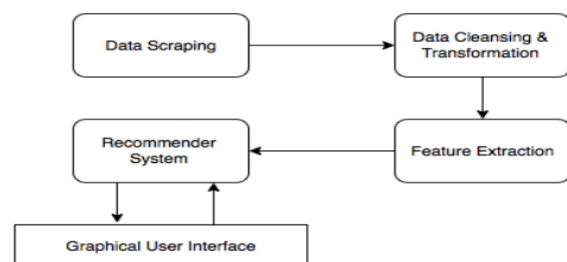 Data Scraping
Data Cleansing &
Transformation
Recommender
System
Feature Extraction
Graphical User Interface